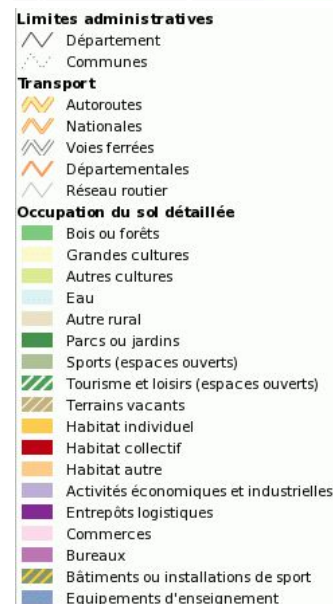 Limites administratives
Département
Communes
Transport
Autoroutes
Nationales
Voies ferrées
Départementales
Réseau routier
Occupation du sol détaillée
Bois ou forêts
Grandes cultures
Autres cultures
Eau
Autre rural
Parcs ou jardins
Sports (espaces ouverts)
Tourisme et loisirs (espaces ouverts)
Terrains vacants
Habitat individuel
Habitat collectif
Habitat autre
Activités économiques et industrielles
Entrepôts logistiques
Commerces
Bureaux
Bâtiments ou installations de sport
Equipements d'enseignement